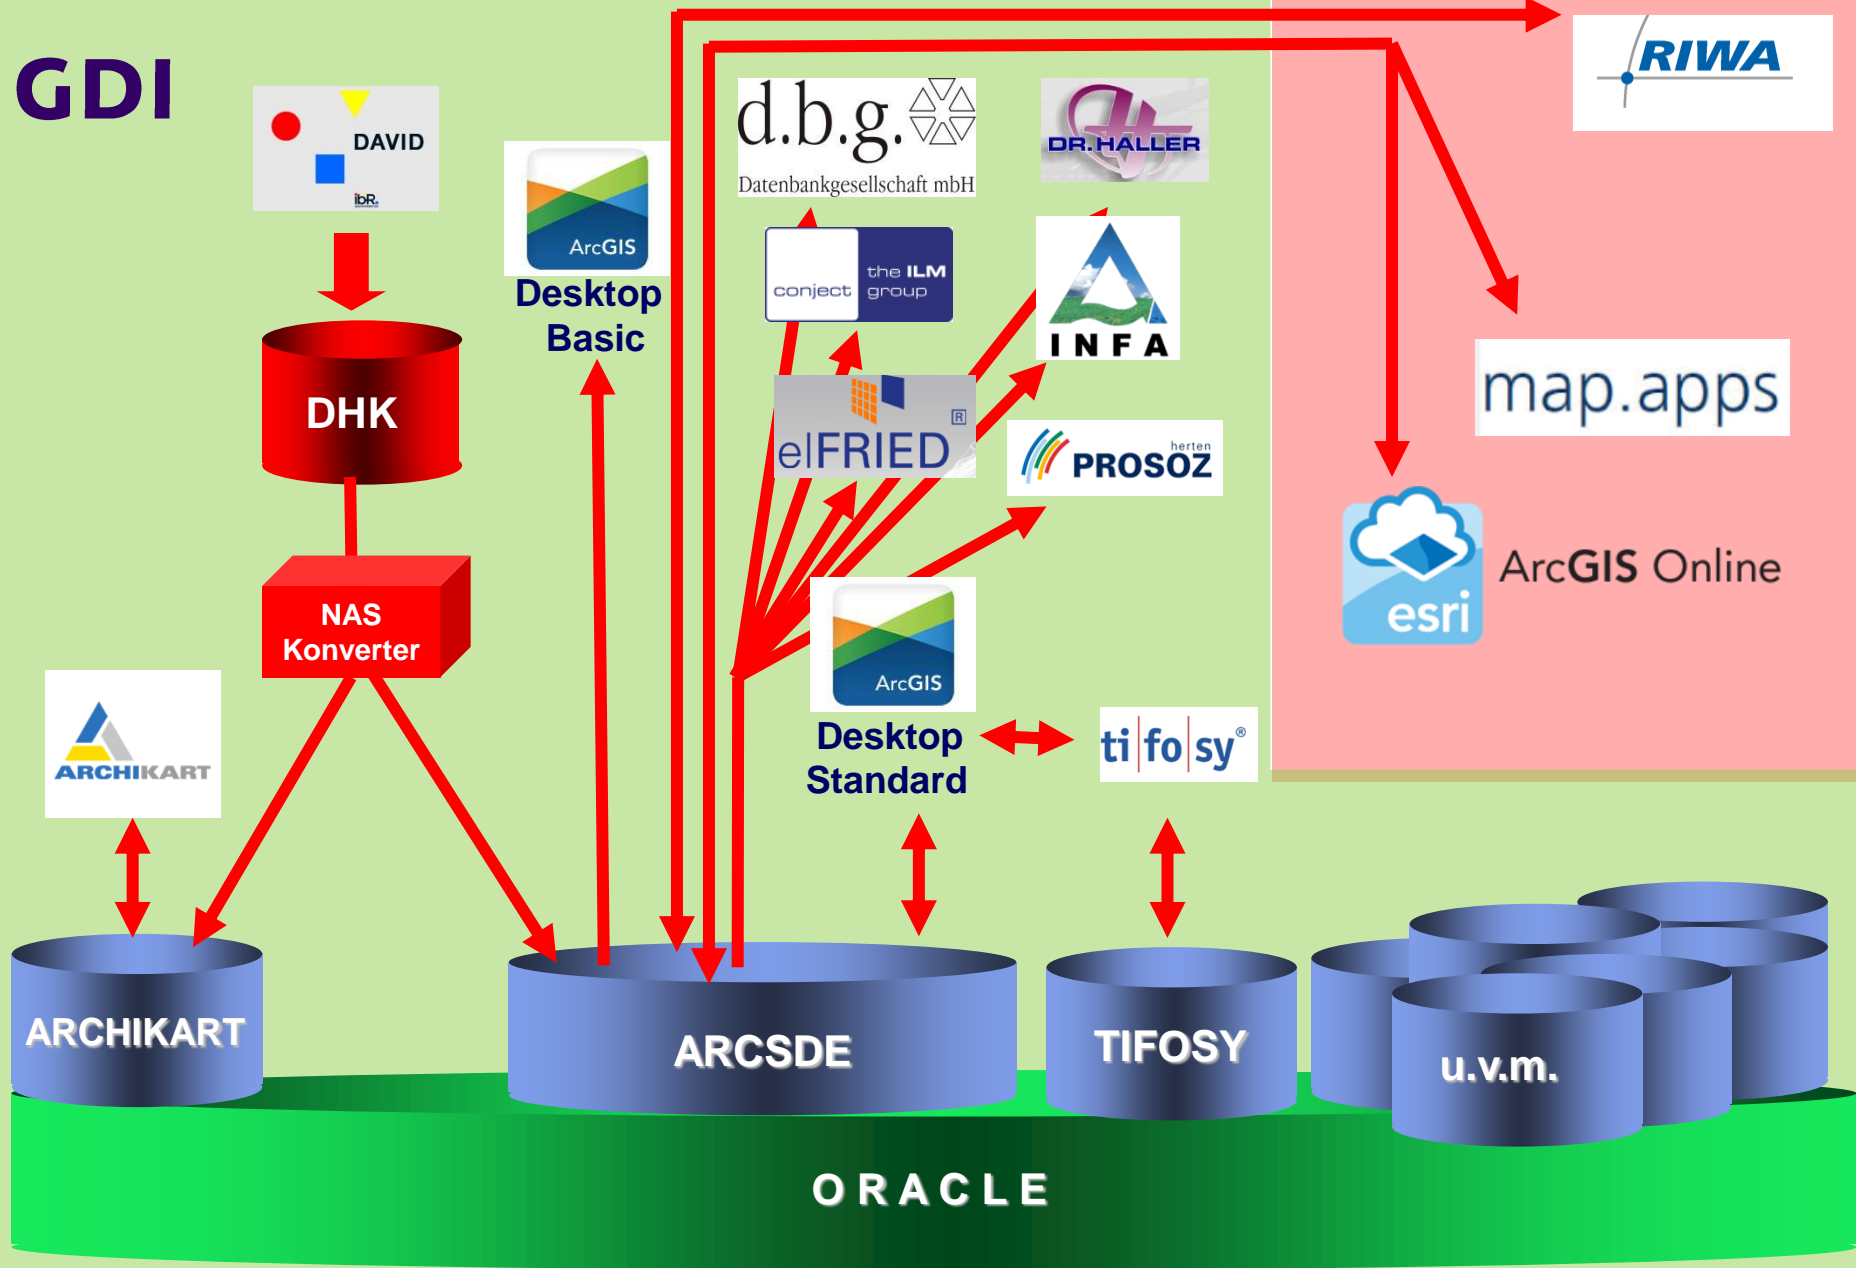 GDI
RIWA
DAVID
ibR.
d.b.g.
Datenbankgesellschaft mbH
DR.HALLER
ArcGIS
Desktop
Basic
conject
the ILM
group
INFA
map.apps
DHK
elFRIED®
herten
PROSOZ
esri
ArcGIS Online
NAS
Konverter
ArcGIS
Desktop
Standard
ti|fo|sy®
ARCHIKART
ARCHIKART
ARCSDE
TIFOSY
u.v.m.
ORACLE